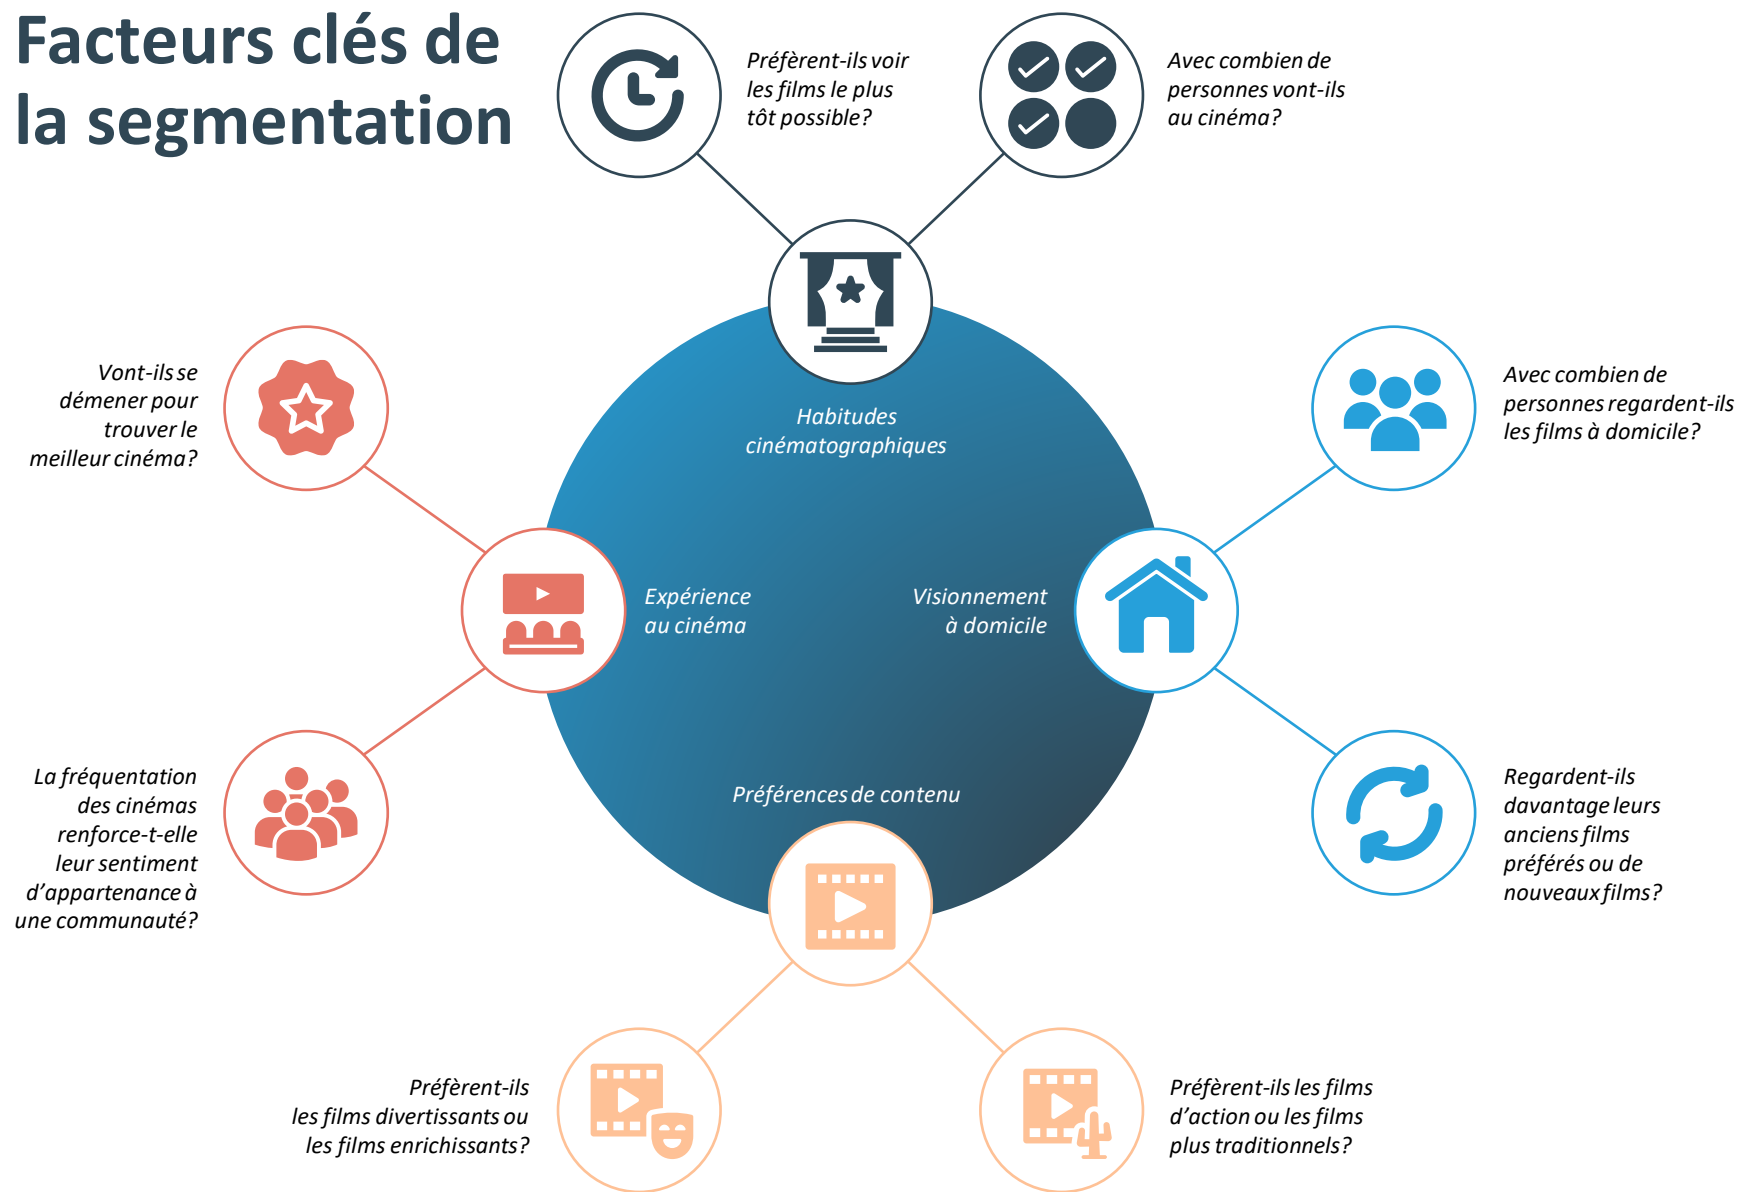 Facteurs clés de
la segmentation
Préfèrent-ils voir
les films le plus
tôt possible?
Avec combien de
personnes vont-ils
au cinéma?
Habitudes
cinématographiques
Vont-ils se
démener pour
trouver le
meilleur cinéma?
Avec combien de
personnes regardent-ils
les films à domicile?
Expérience
au cinéma
Visionnement
à domicile
La fréquentation
des cinémas
renforce-t-elle
leur sentiment
d’appartenance à
une communauté?
Préférences de contenu
Regardent-ils
davantage leurs
anciens films
préférés ou de
nouveaux films?
Préfèrent-ils
les films divertissants ou
les films enrichissants?
Préfèrent-ils les films
d’action ou les films
plus traditionnels?